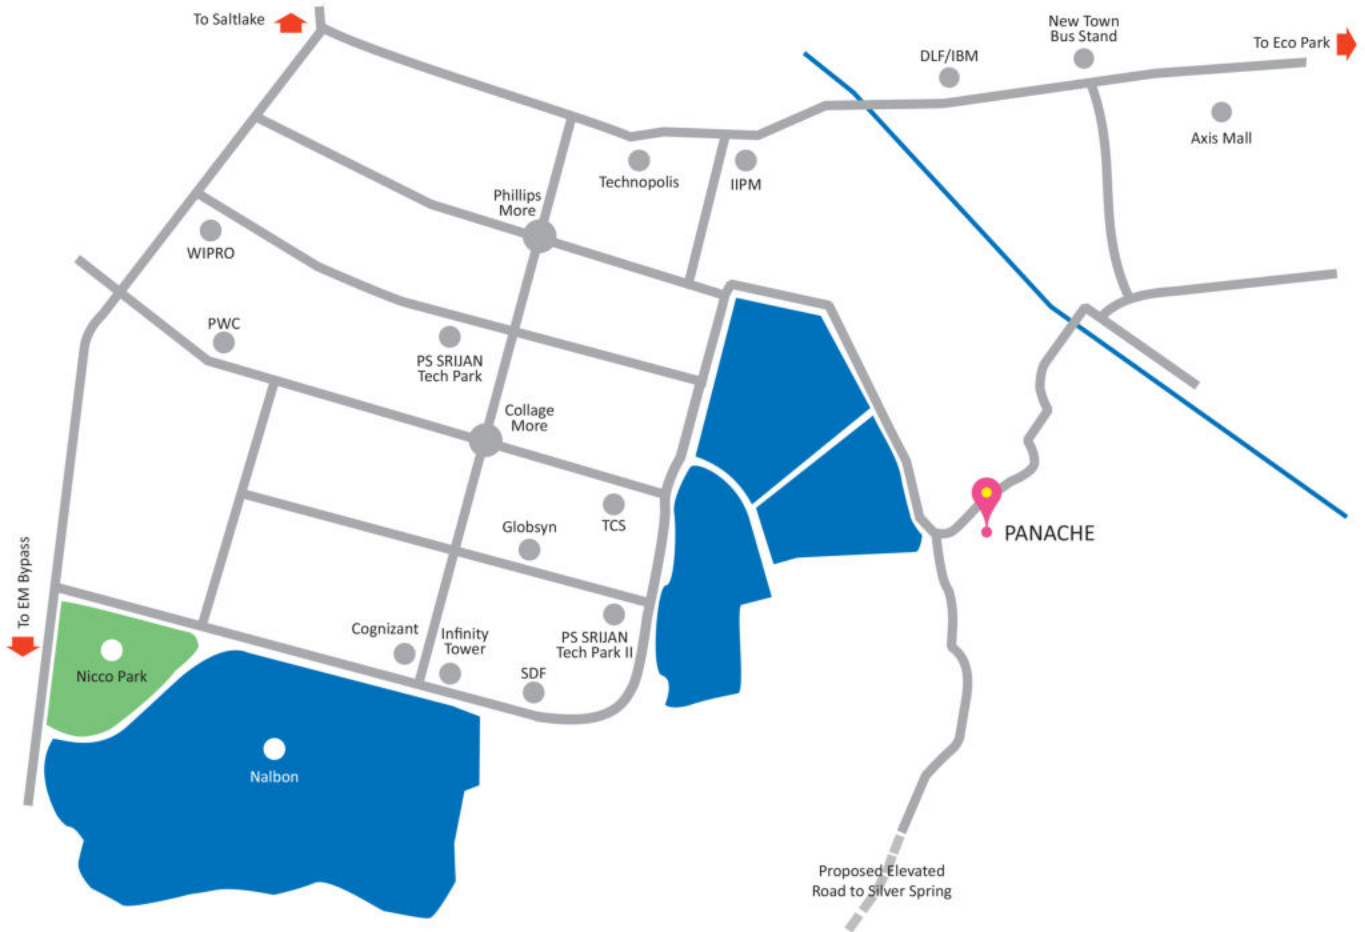 To Saltlake
New Town
Bus Stand
To Eco Park
DLF/IBM
Axis Mall
Technopolis
IIPM
Phillips
More
WIPRO
PWC
PS SRIJAN
Tech Park
Collage
More
TCS
Globsyn
PANACHE
To EM Bypass
Cognizant
Infinity
Tower
PS SRIJAN
Tech Park II
SDF
Nicco Park
Nalbon
Proposed Elevated
Road to Silver Spring